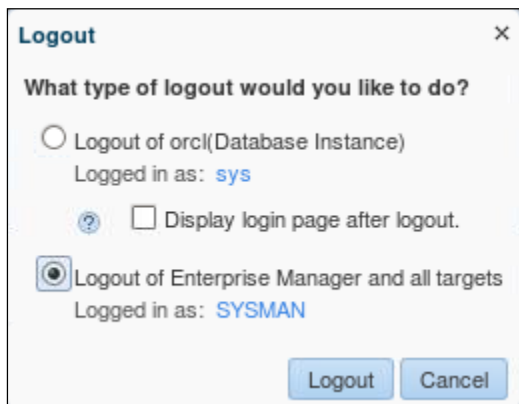 Logout
What type of logout would you like to do?
Logout of orcl(Database Instance)
Logged in as: sys
Display login page after logout.
Logout of Enterprise Manager and all targets
Logged in as: SYSMAN
Logout Cancel